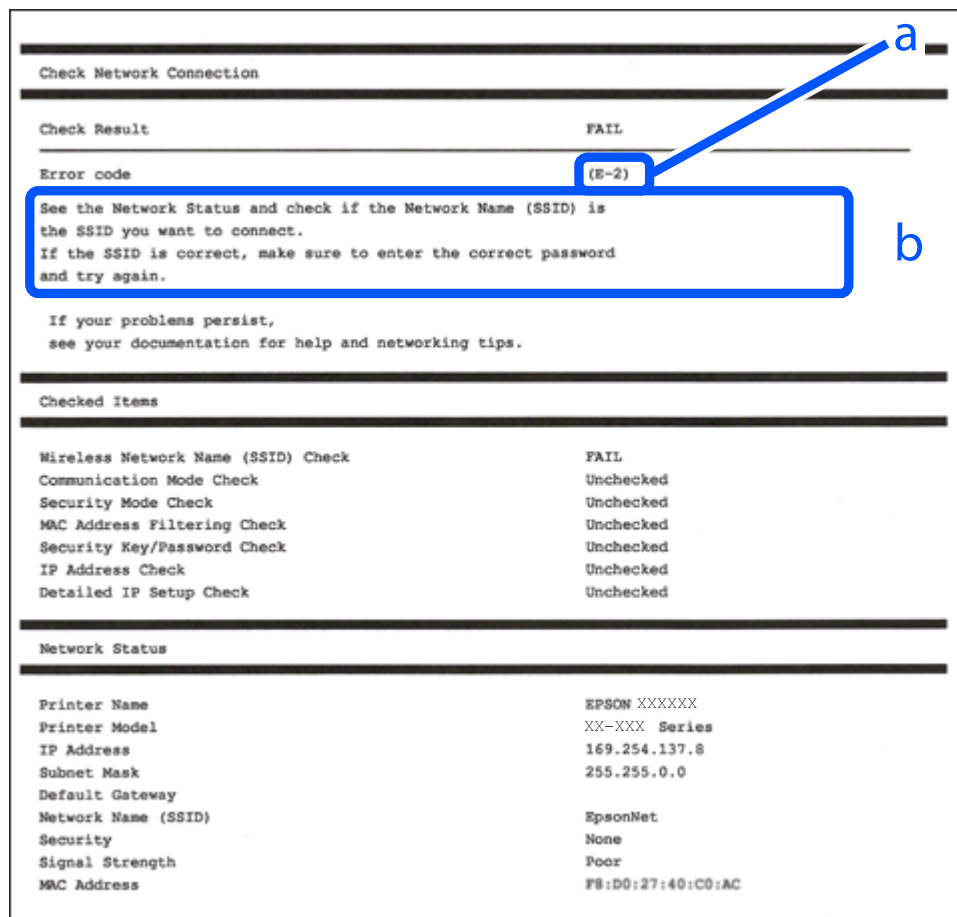 a
Check Network Connection
Check Result FAIL
Error code (E-2)
See the Network Status and check if the Network Name (SSID) is
the SSID you want to connect.
If the SSID is correct, make sure to enter the correct password
and try again.
b
If your problems persist,
see your documentation for help and networking tips.
Checked Items
Wireless Network Name (SSID) Check FAIL
Communication Mode Check Unchecked
Security Mode Check Unchecked
MAC Address Filtering Check Unchecked
Security Key/Password Check Unchecked
IP Address Check Unchecked
Detailed IP Setup Check Unchecked
Network Status
Printer Name EPSON XXXXXX
Printer Model XX-XXX Series
IP Address 169.254.137.8
Subnet Mask 255.255.0.0
Default Gateway
Network Name (SSID) EpsonNet
Security None
Signal Strength Poor
MAC Address F8:D0:27:40:C0:AC